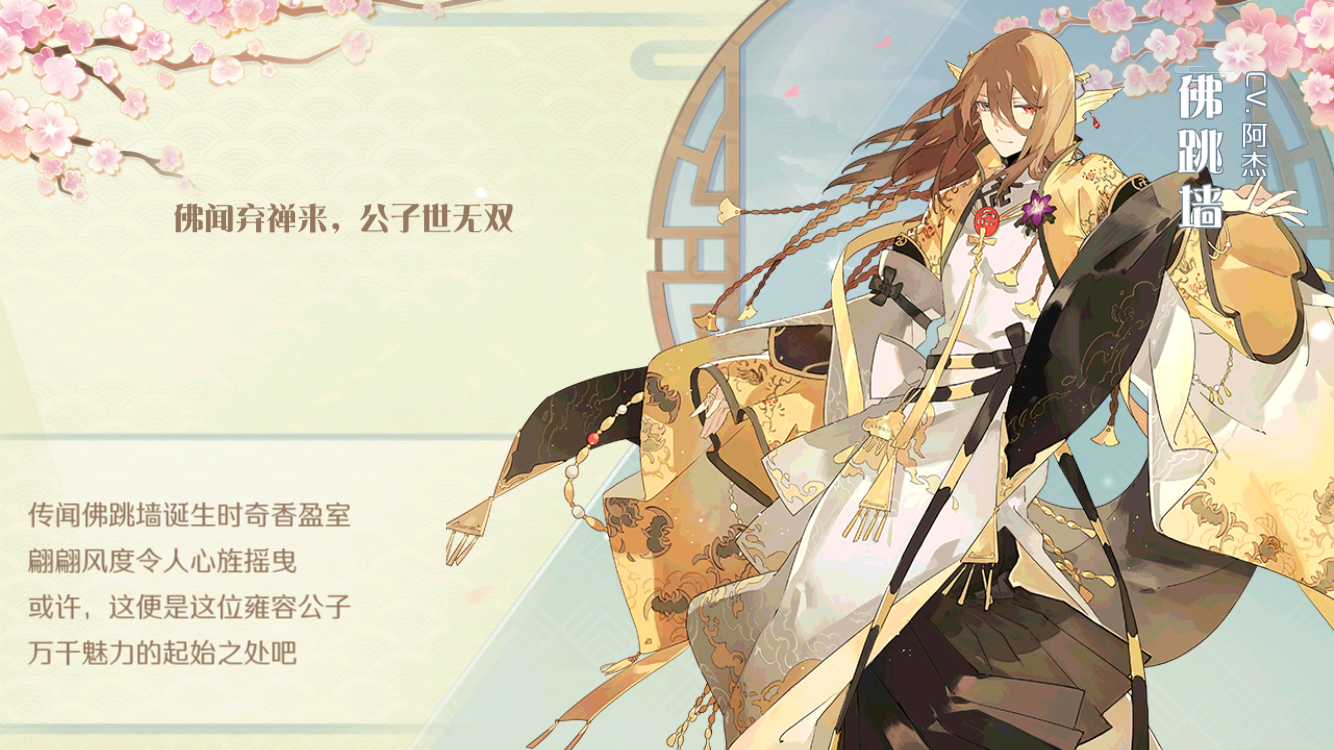 佛闻弃禅来，公子世无双
传闻佛跳墙诞生时奇香盈室
翩翩风度令人心旌摇曳
或许，这便是这位雍容公子
万千魅力的起始之处吧
佛跳墙
CV.阿杰